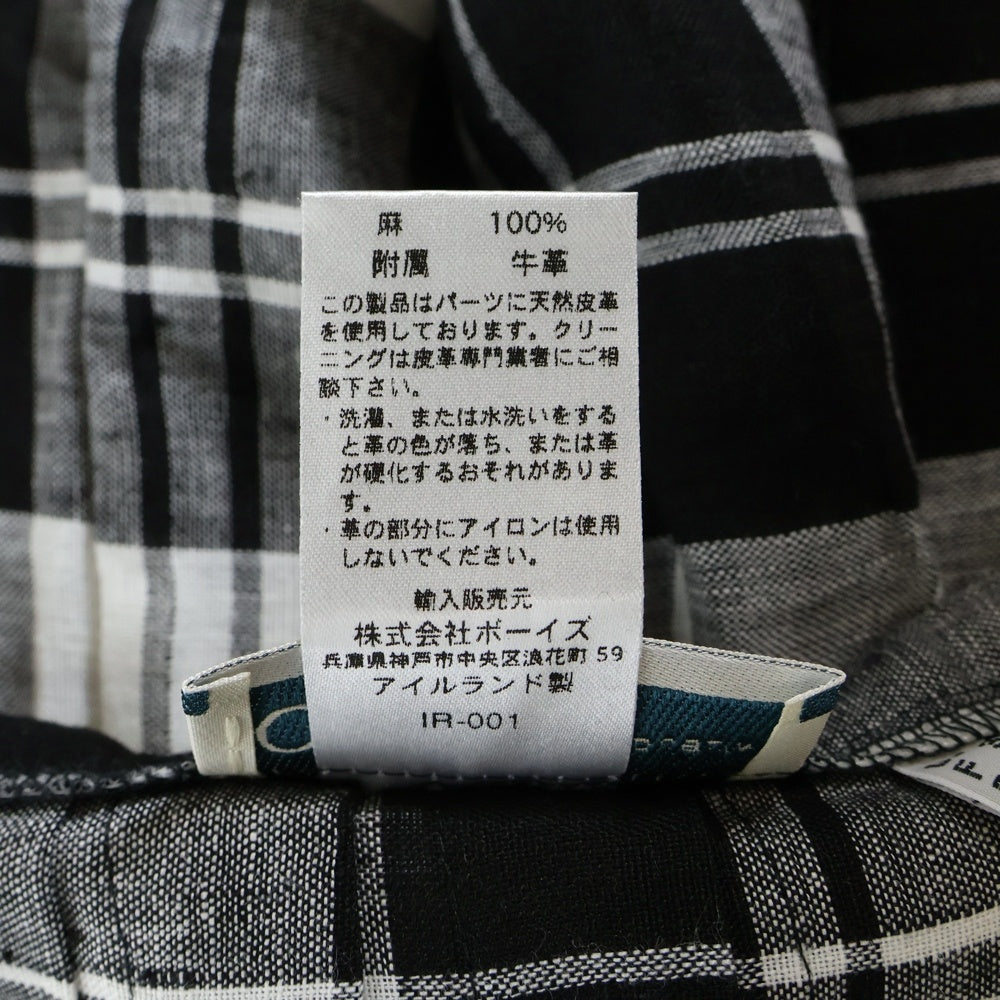 麻 100%
附属 牛革
この製品はパーツに天然皮革
を使用しております。クリー
ニングは皮革専門業者にご相
談下さい。
・洗濯、または水洗いをする
と革の色が落ち、または革
が硬化するおそれがありま
す。
・革の部分にアイロンは使用
しないでください。
輸入販売元
株式会社ボーイズ
兵庫県神戸市中央区浪花町 59
アイルランド製
IR-001